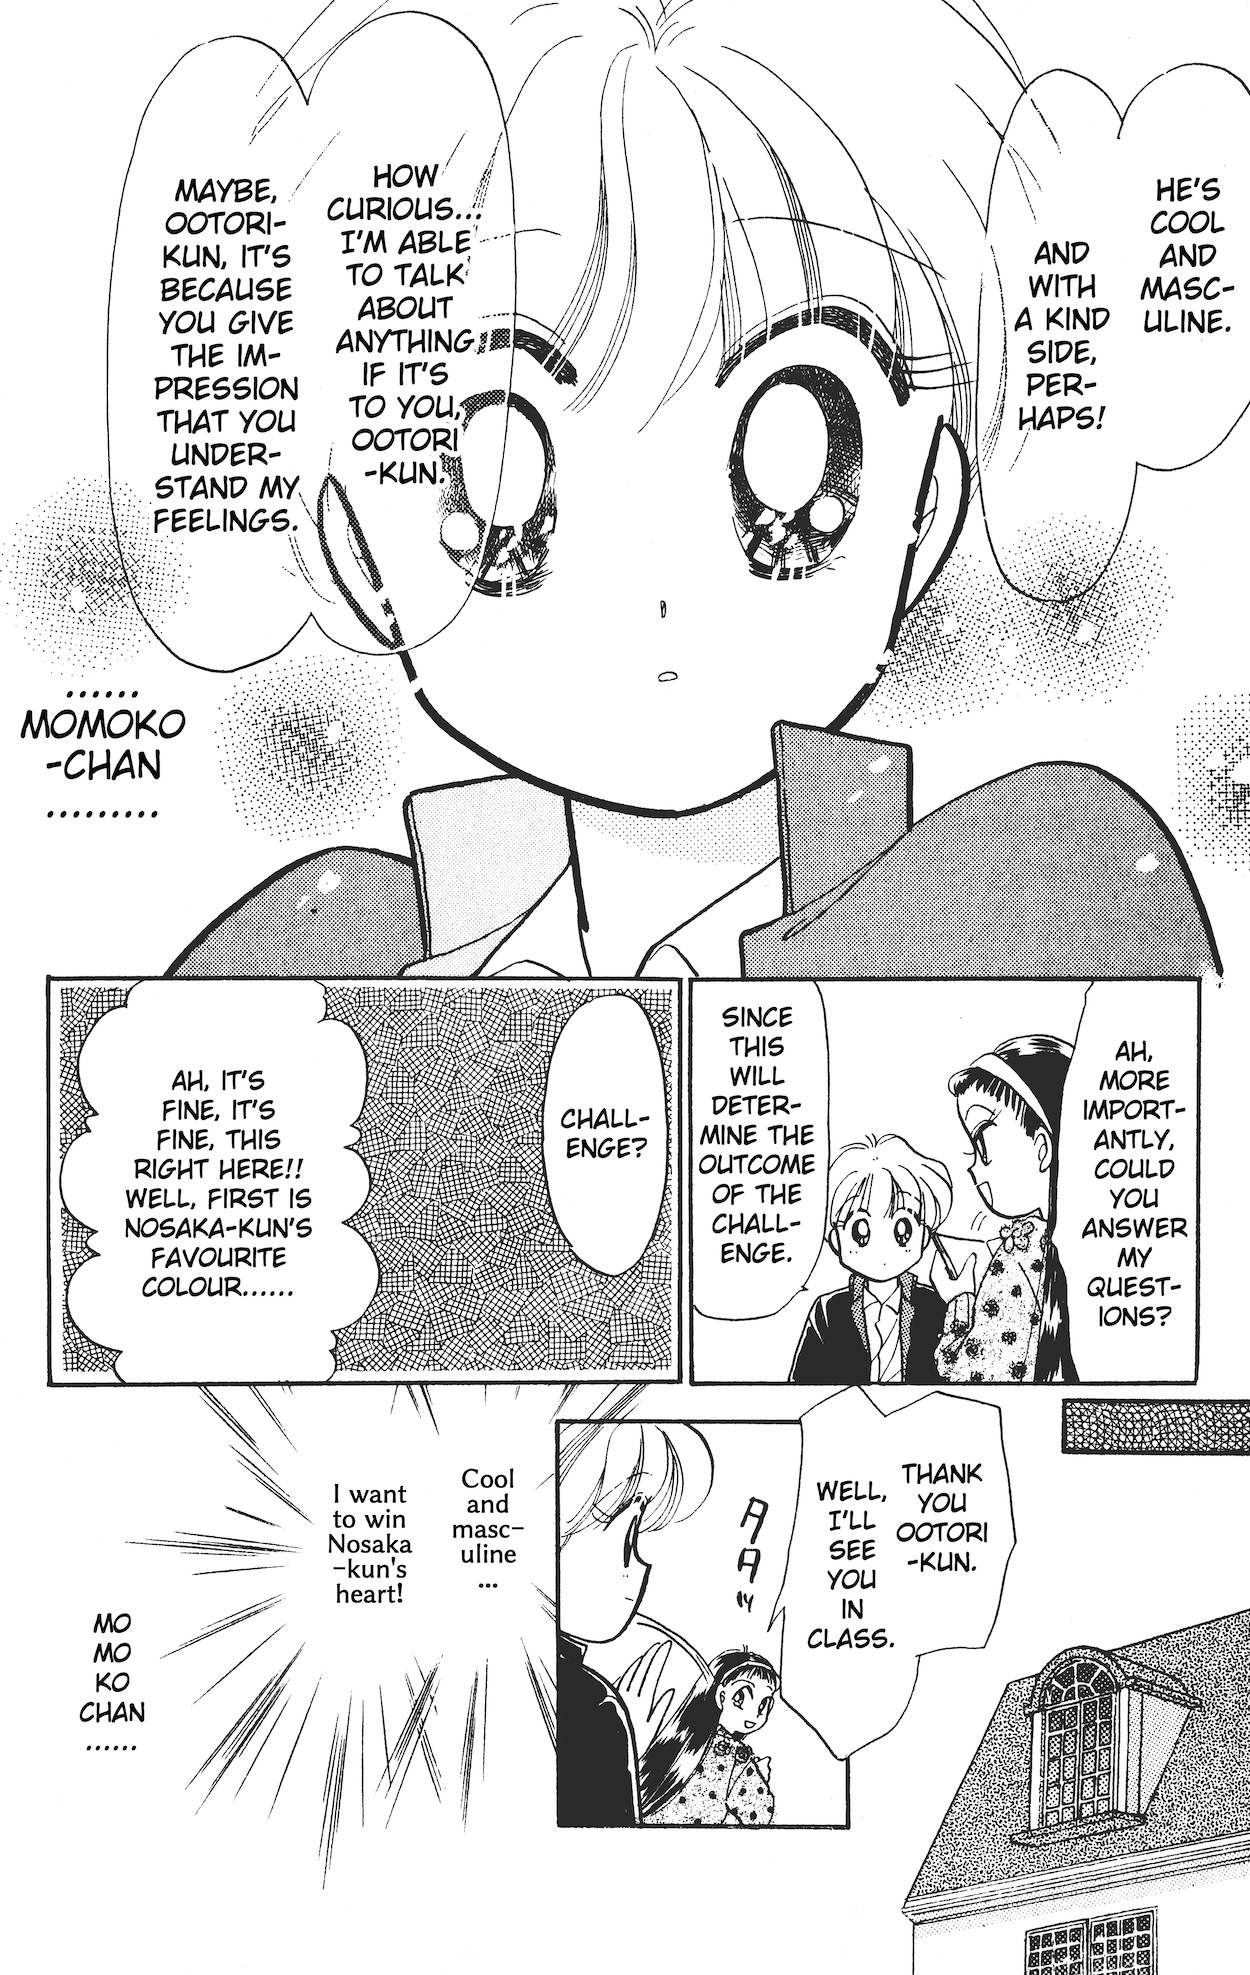 HE'S
COOL
AND
MASC-
ULINE.
AND
WITH
A KIND
SIDE,
PER-
HAPS!
HOW
CURIOUS...
I'M ABLE
TO TALK
ABOUT
ANYTHING
IF IT'S
TO YOU,
OOTORI
-KUN.
MAYBE,
OOTORI-
KUN, IT'S
BECAUSE
YOU GIVE
THE IM-
PRESSION
THAT YOU
UNDER-
STAND MY
FEELINGS.
......
MOMOKO
-CHAN
.........
AH,
MORE
IMPORT-
ANTLY,
COULD
YOU
ANSWER
MY
QUEST-
IONS?
SINCE
THIS
WILL
DETER-
MINE THE
OUTCOME
OF THE
CHALL-
ENGE.
CHALL-
ENGE?
AH, IT'S
FINE, IT'S
FINE, THIS
RIGHT HERE!!
WELL, FIRST IS
NOSAKA-KUN'S
FAVOURITE
COLOUR......
THANK
YOU
OOTORI
-KUN.
WELL,
I'LL
SEE
YOU
IN
CLASS.
タタッ
Cool
and
masc-
uline
...
I want
to win
Nosaka
-kun's
heart!
MO
MO
KO
CHAN
......